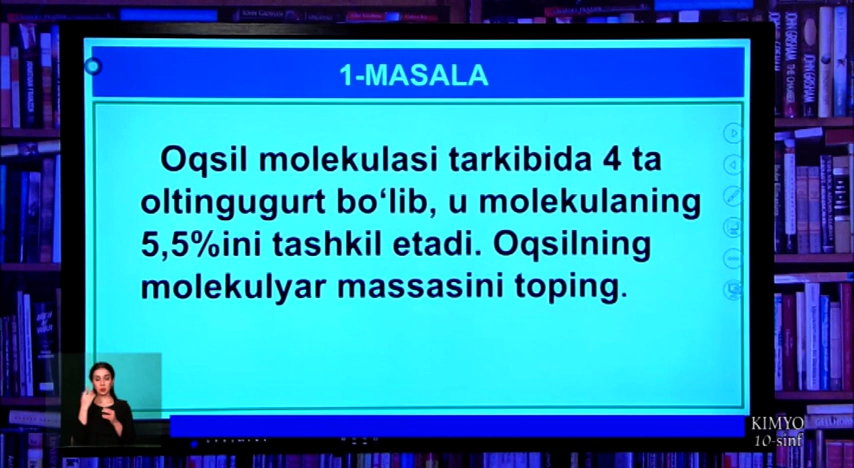 1-MASALA
Oqsil molekulasi tarkibida 4 ta
oltingugurt bo‘lib, u molekulaning
5,5%ini tashkil etadi. Oqsilning
molekulyar massasini toping.
KIMYO
10-sinf